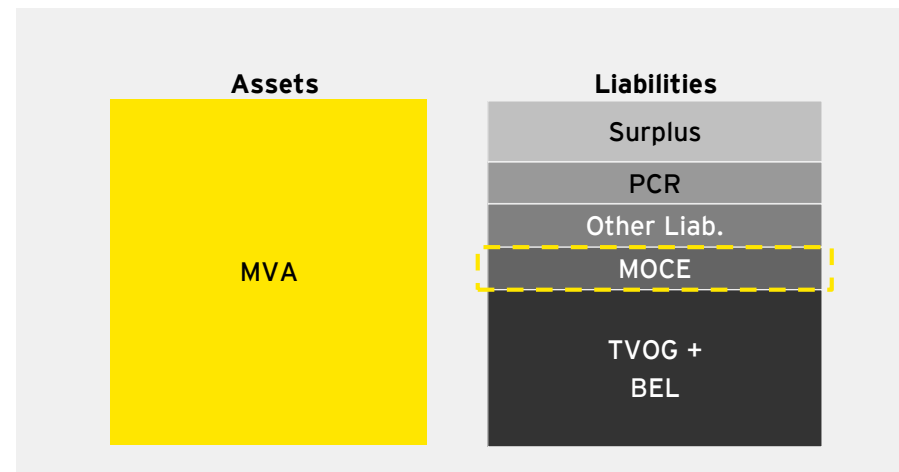 Assets
MVA
Liabilities
Surplus
PCR
Other Liab.
MOCE
TVOG +
BEL